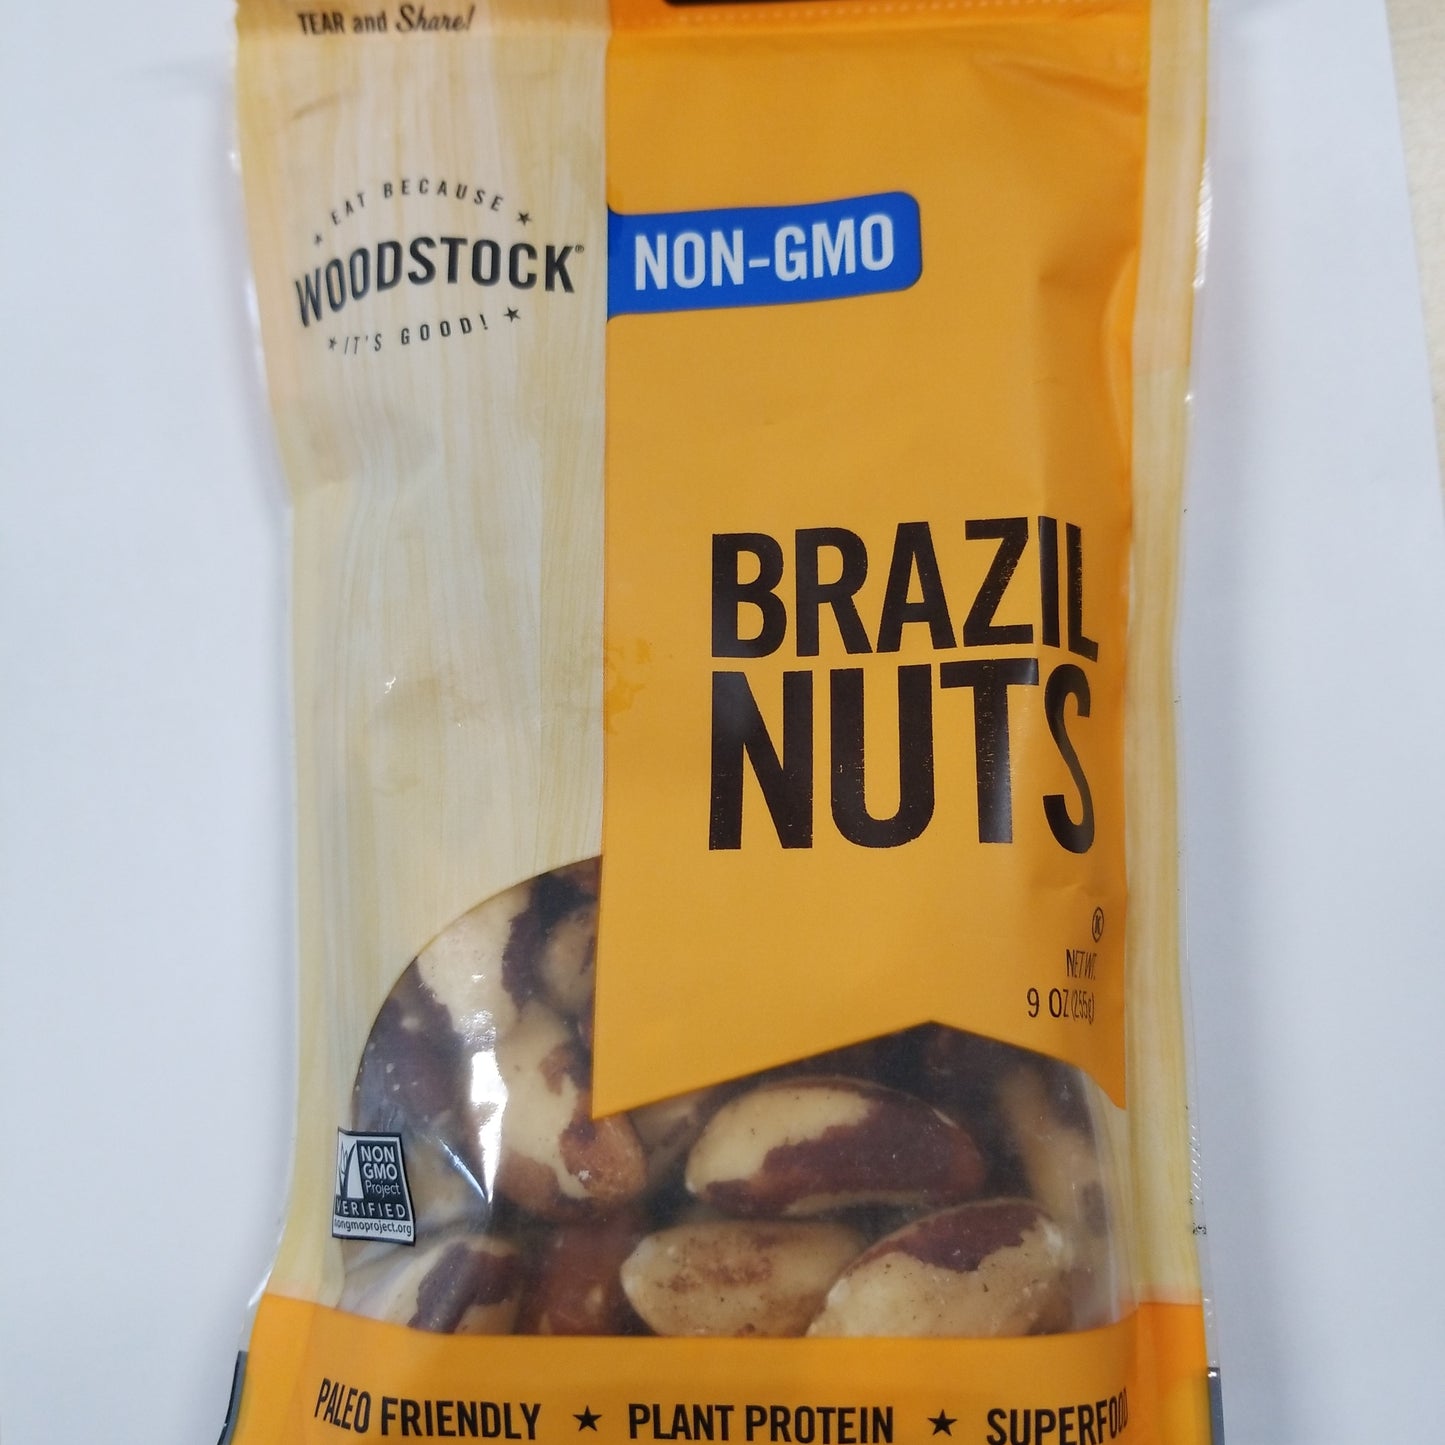 TEAR and Share!
★ EAT BECAUSE ★
WOODSTOCK®
★ IT'S GOOD! ★
NON-GMO
BRAZIL
NUTS
K
NET WT.
9 OZ (255g)
NON
GMO
Project
VERIFIED
nongmoproject.org
PALEO FRIENDLY ★ PLANT PROTEIN ★ SUPERFOOD